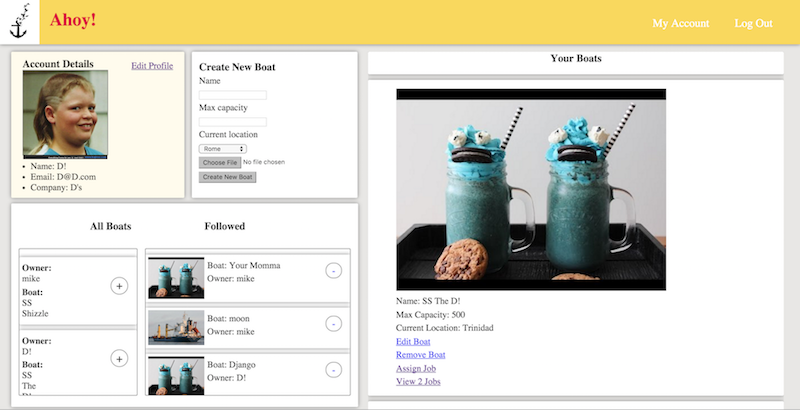 Ahoy!
My Account
Log Out
Account Details
Edit Profile
Name: D!
Email: D@D.com
Company: D's
Create New Boat
Name
Max capacity
Current location
Rome
Choose File No file chosen
Create New Boat
All Boats
Followed
Owner:
mike
Boat:
SS
Shizzle
+
Owner:
D!
Boat:
SS
The
+
Boat: Your Momma
Owner: mike
-
Boat: moon
Owner: mike
-
Boat: Django
Owner: D!
-
Your Boats
Name: SS The D!
Max Capacity: 500
Current Location: Trinidad
Edit Boat
Remove Boat
Assign Job
View 2 Jobs